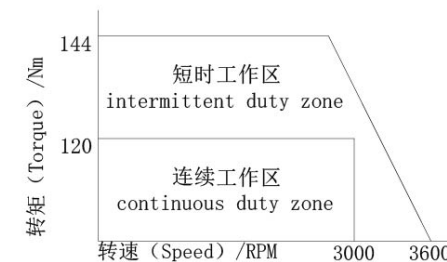 144
短时工作区
intermittent duty zone
120
连续工作区
continuous duty zone
转矩（Torque）/Nm
转速（Speed）/RPM
3000
3600